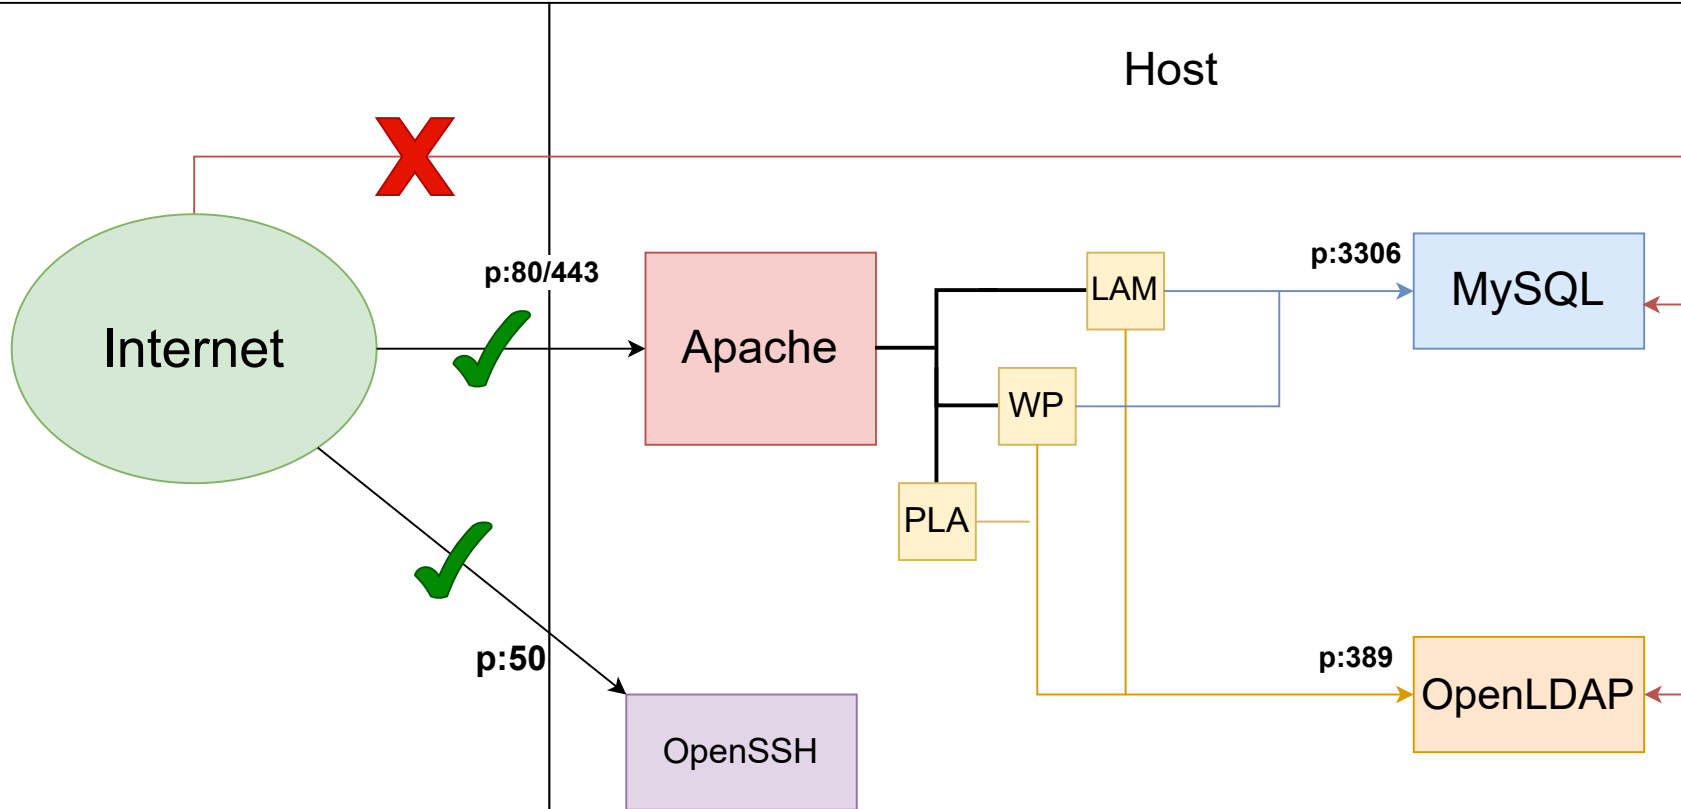 Host
p:80/443
p:3306
LAM
MySQL
Internet
Apache
WP
PLA
p:50
p:389
OpenLDAP
OpenSSH